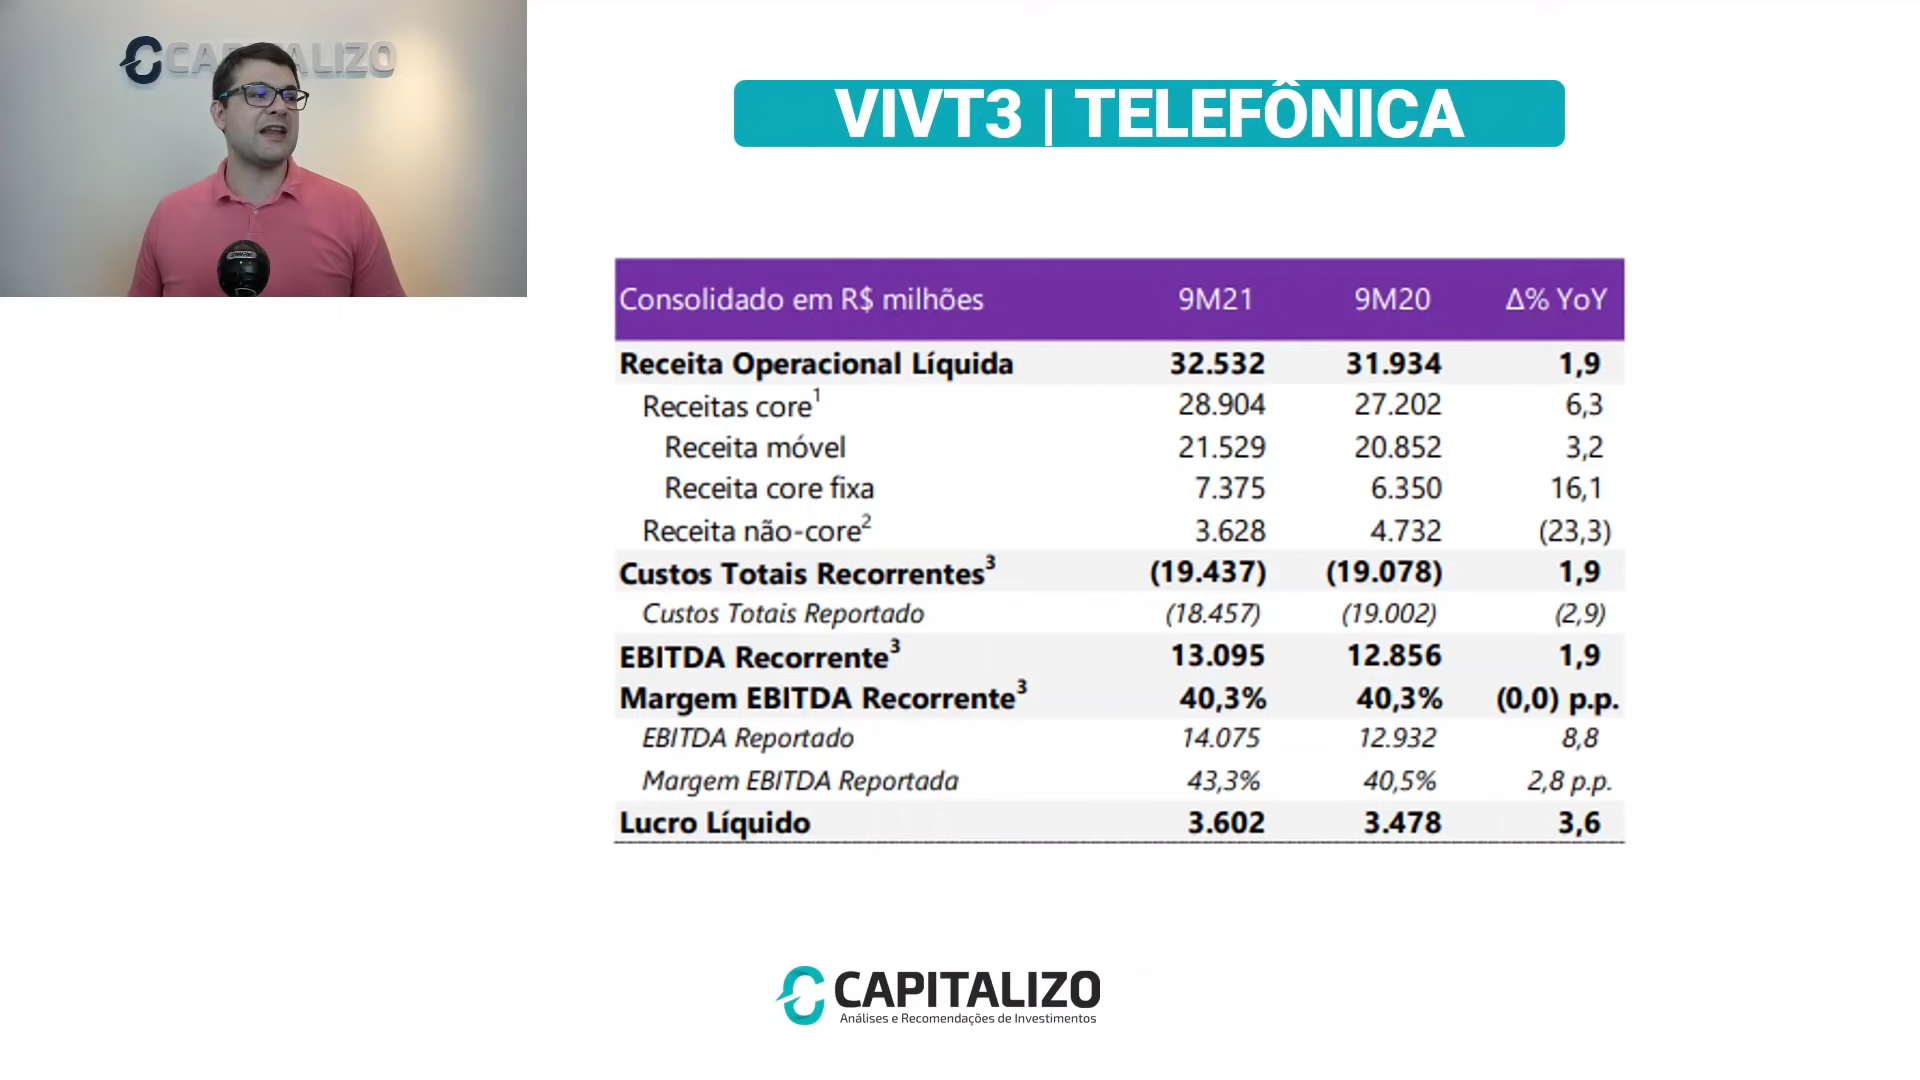 CAPITALIZO
VIVT3 | TELEFÔNICA
Consolidado em R$ milhões 9M21 9M20 Δ% YoY
Receita Operacional Líquida 32.532 31.934 1,9
Receitas core¹ 28.904 27.202 6,3
Receita móvel 21.529 20.852 3,2
Receita core fixa 7.375 6.350 16,1
Receita não-core² 3.628 4.732 (23,3)
Custos Totais Recorrentes³ (19.437) (19.078) 1,9
Custos Totais Reportado (18.457) (19.002) (2,9)
EBITDA Recorrente³ 13.095 12.856 1,9
Margem EBITDA Recorrente³ 40,3% 40,3% (0,0) p.p.
EBITDA Reportado 14.075 12.932 8,8
Margem EBITDA Reportada 43,3% 40,5% 2,8 p.p.
Lucro Líquido 3.602 3.478 3,6
CAPITALIZO
Análises e Recomendações de Investimentos